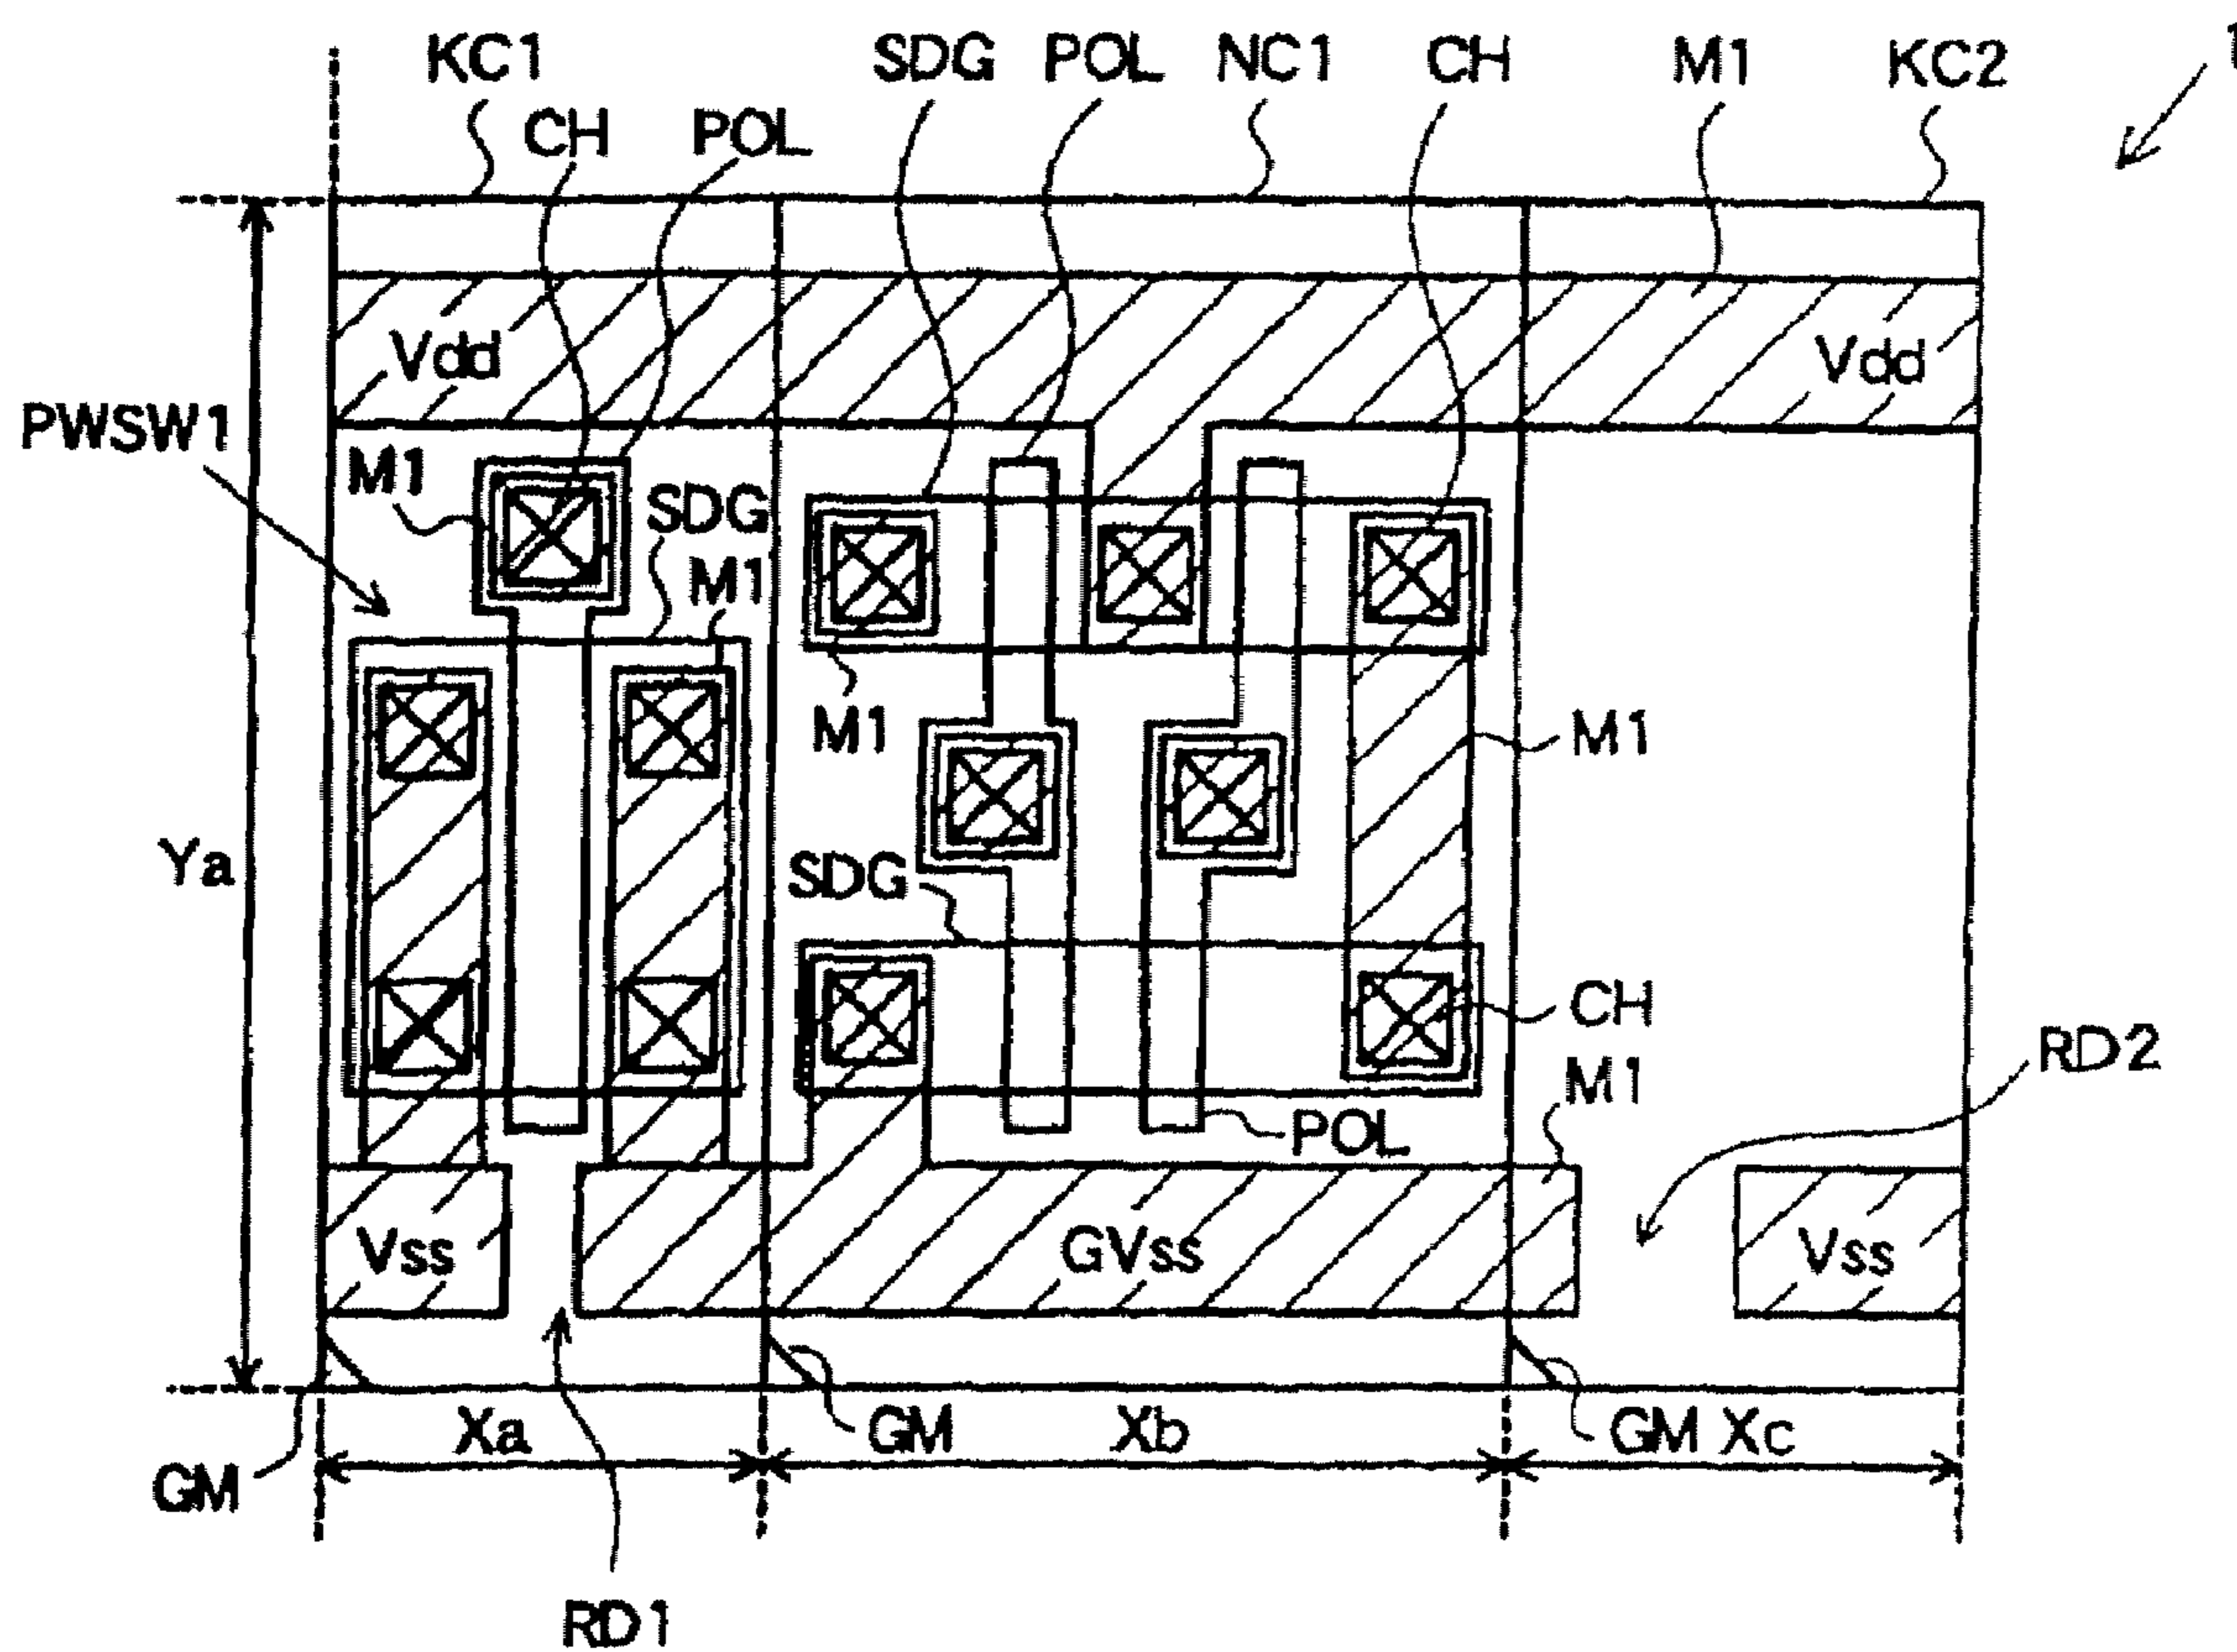 KC1
SDG
POL
NC1
CH
M1
KC2
1
CH
POL
Vdd
Vdd
PWSW1
M1
SDG
M1
M1
M1
Ya
SDG
CH
RD2
M1
POL
Vss
GVss
Vss
Xa
GM
Xb
GM
Xc
GM
RD1